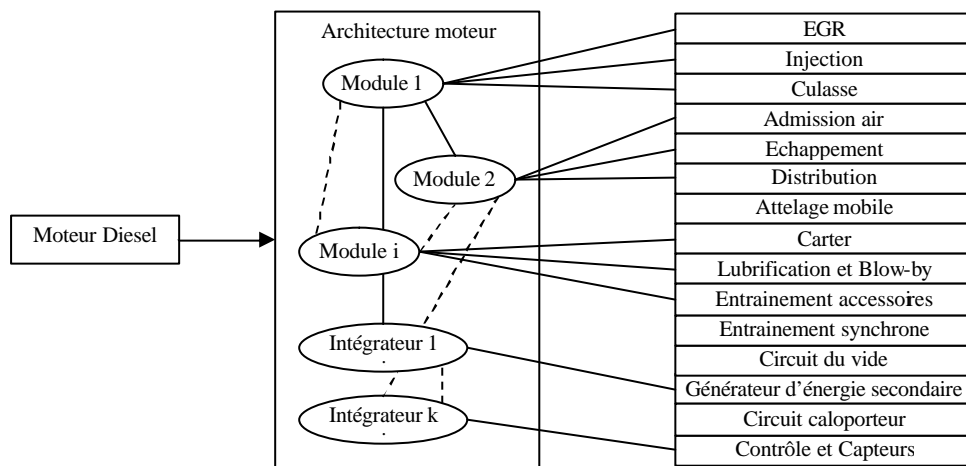 Architecture moteur
Module 1
Module 2
Moteur Diesel
Module i
Intégrateur 1
.
.
Intégrateur k
.
EGR
Injection
Culasse
Admission air
Echappement
Distribution
Attelage mobile
Carter
Lubrification et Blow-by
Entrainement accessoires
Entrainement synchrone
Circuit du vide
Générateur d’énergie secondaire
Circuit caloporteur
Contrôle et Capteurs